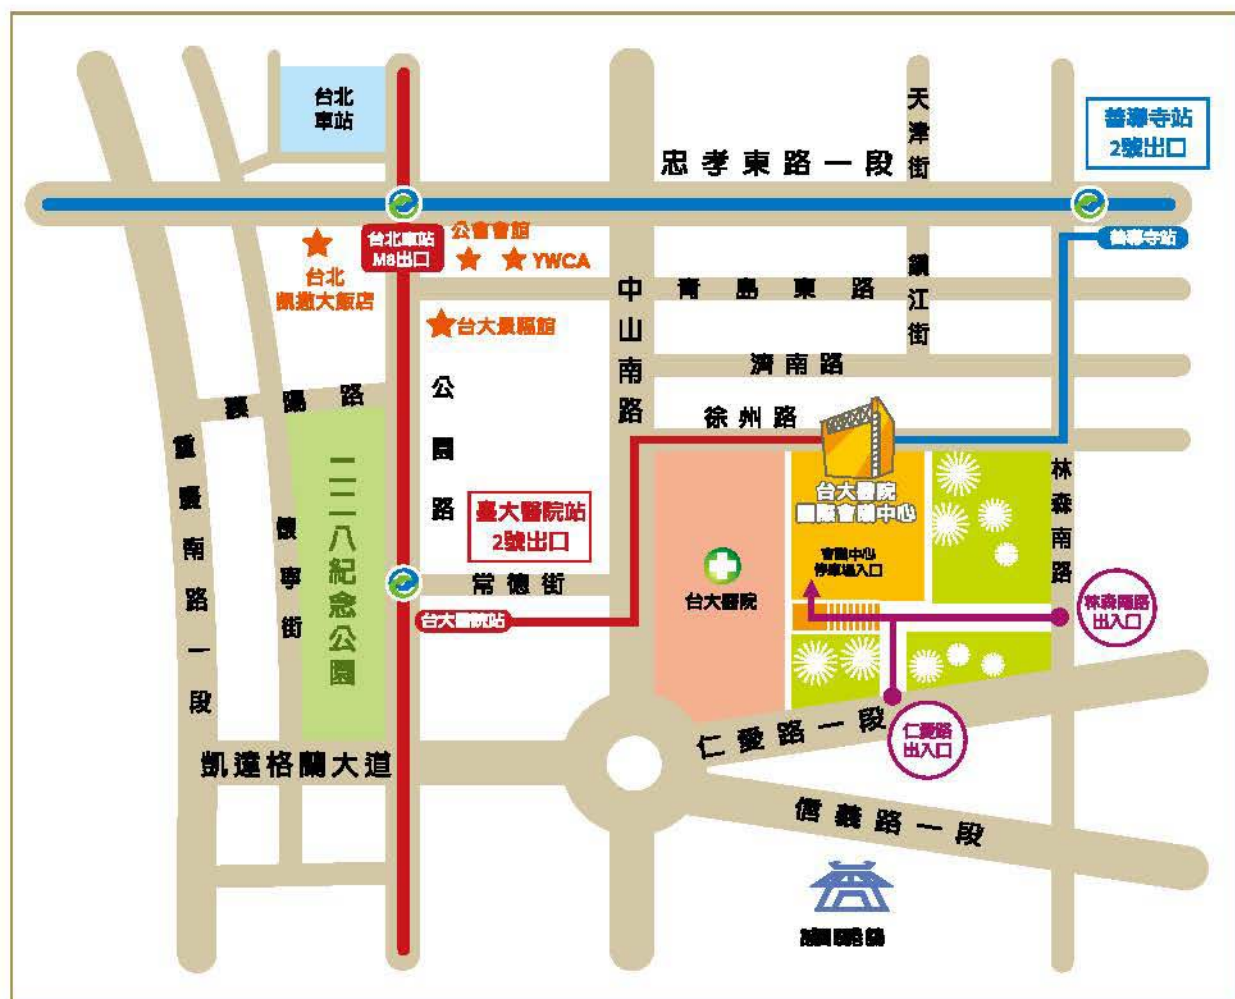 台北
車站
天津街
善導寺站
2號出口
忠孝東路一段
台北車站
M8出口
公會會館
YWCA
善導寺站
台北
凱撒大飯店
中山南路
青島東路
鎮江街
台大景福館
濟南路
襄陽路
公園路
徐州路
重慶南路一段
懷寧街
二二八紀念公園
臺大醫院站
2號出口
台大醫院
國際會議中心
林森南路
常德街
會議中心
停車場入口
台大醫院
台大醫院站
林森南路
出入口
仁愛路一段
仁愛路
出入口
凱達格蘭大道
信義路一段